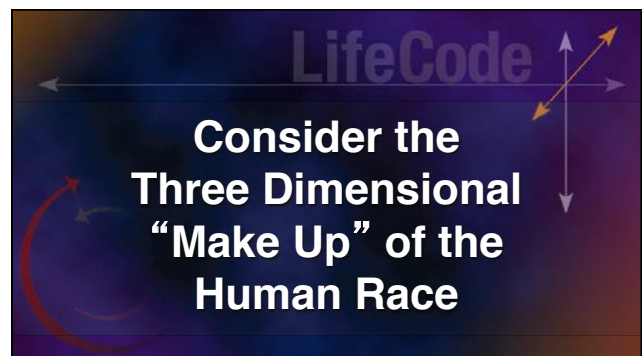 LifeCode
Consider the
Three Dimensional
“Make Up” of the
Human Race